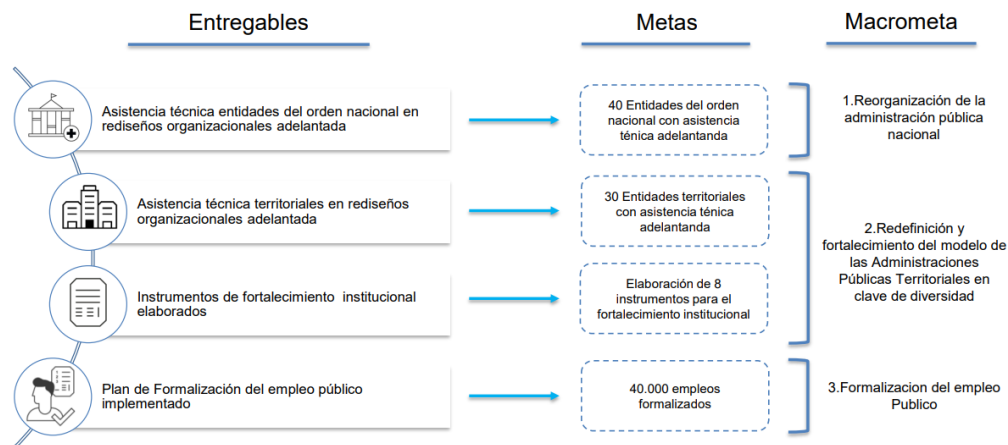 Entregables
Metas
Macrometa
Asistencia técnica entidades del orden nacional en
rediseños organizacionales adelantada
40 Entidades del orden
nacional con asistencia
ténica adelantanda
1.Reorganización de la
administración pública
nacional
Asistencia técnica territoriales en rediseños
organizacionales adelantada
30 Entidades territoriales
con asistencia ténica
adelantanda
2.Redefinición y
fortalecimiento del modelo de
las Administraciones
Públicas Territoriales en
clave de diversidad
Instrumentos de fortalecimiento institucional
elaborados
Elaboración de 8
instrumentos para el
fortalecimiento institucional
Plan de Formalización del empleo público
implementado
40.000 empleos
formalizados
3.Formalizacion del empleo
Publico